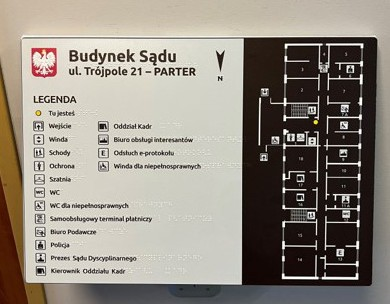 Budynek Sądu
ul. Trójpole 21 – PARTER
N
LEGENDA
Tu jesteś
Wejście
Winda
Schody
Ochrona
Szatnia
WC WC
WC dla niepełnosprawnych
Samoobsługowy terminal płatniczy
Biuro Podawcze
Policja
Prezes Sądu Dyscyplinarnego
Kierownik Oddziału Kadr
Oddział Kadr
Biuro obsługi interesantów
E Odsłuch e-protokołu
Winda dla niepełnosprawnych